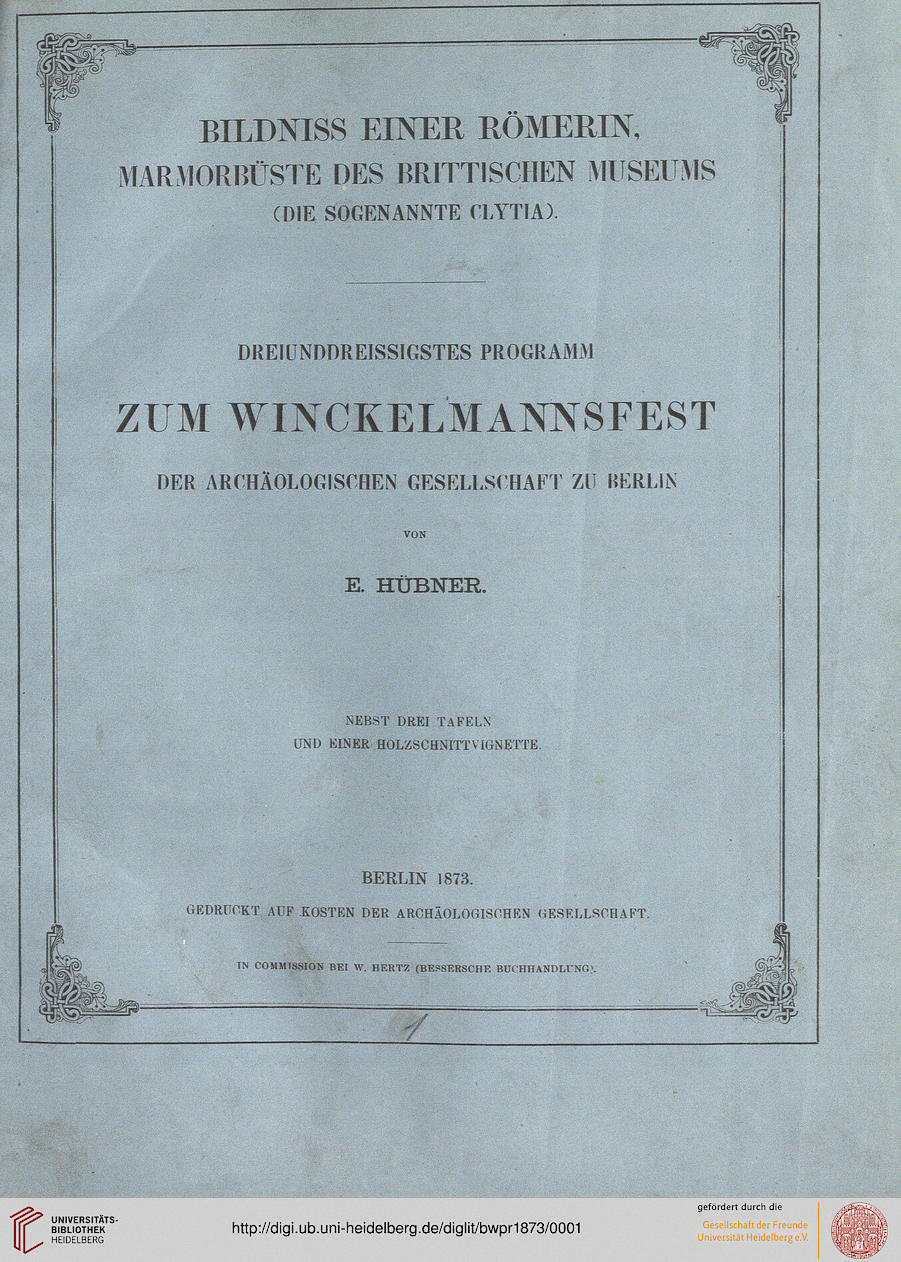 BILDNISS EINER RÖMERIN,
MARMORBÜSTE DES BRITTISCHEN MUSEUMS
(DIE SOGENANNTE CLYTIA).
DREIUNDDREISSIGSTES PROGRAMM
ZUM WINCKELMANNSFEST
DER ARCHÄOLOGISCHEN GESELLSCHAFT ZU BERLIN
VON
E. HÜBNER.
NEBST DREI TAFELN
UND EINER HOLZSCHNITTVIGNETTE.
BERLIN 1873.
GEDRUCKT AUF KOSTEN DER ARCHÄOLOGISCHEN GESELLSCHAFT.
IN COMMISSION BEI W. HERTZ (BESSERSCHE BUCHHANDLUNG).
1
UNIVERSITÄTS-
BIBLIOTHEK
HEIDELBERG
http://digi.ub.uni-heidelberg.de/diglit/bwpr1873/0001
gefördert durch die
Gesellschaft der Freunde
Universität Heidelberg e.V.